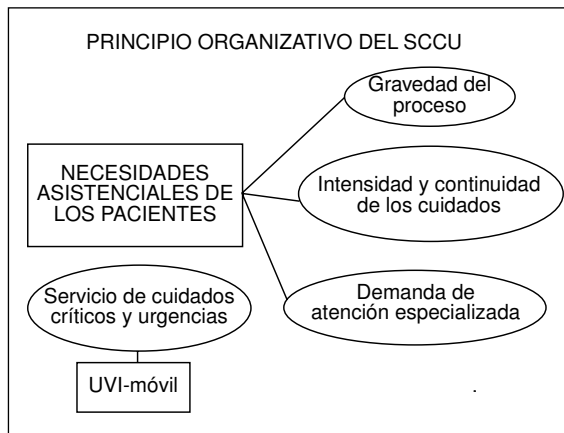 PRINCIPIO ORGANIZATIVO DEL SCCU
Gravedad del
proceso
NECESIDADES
ASISTENCIALES DE
LOS PACIENTES
Intensidad y continuidad
de los cuidados
Servicio de cuidados
críticos y urgencias
Demanda de
atención especializada
UVI-móvil
.